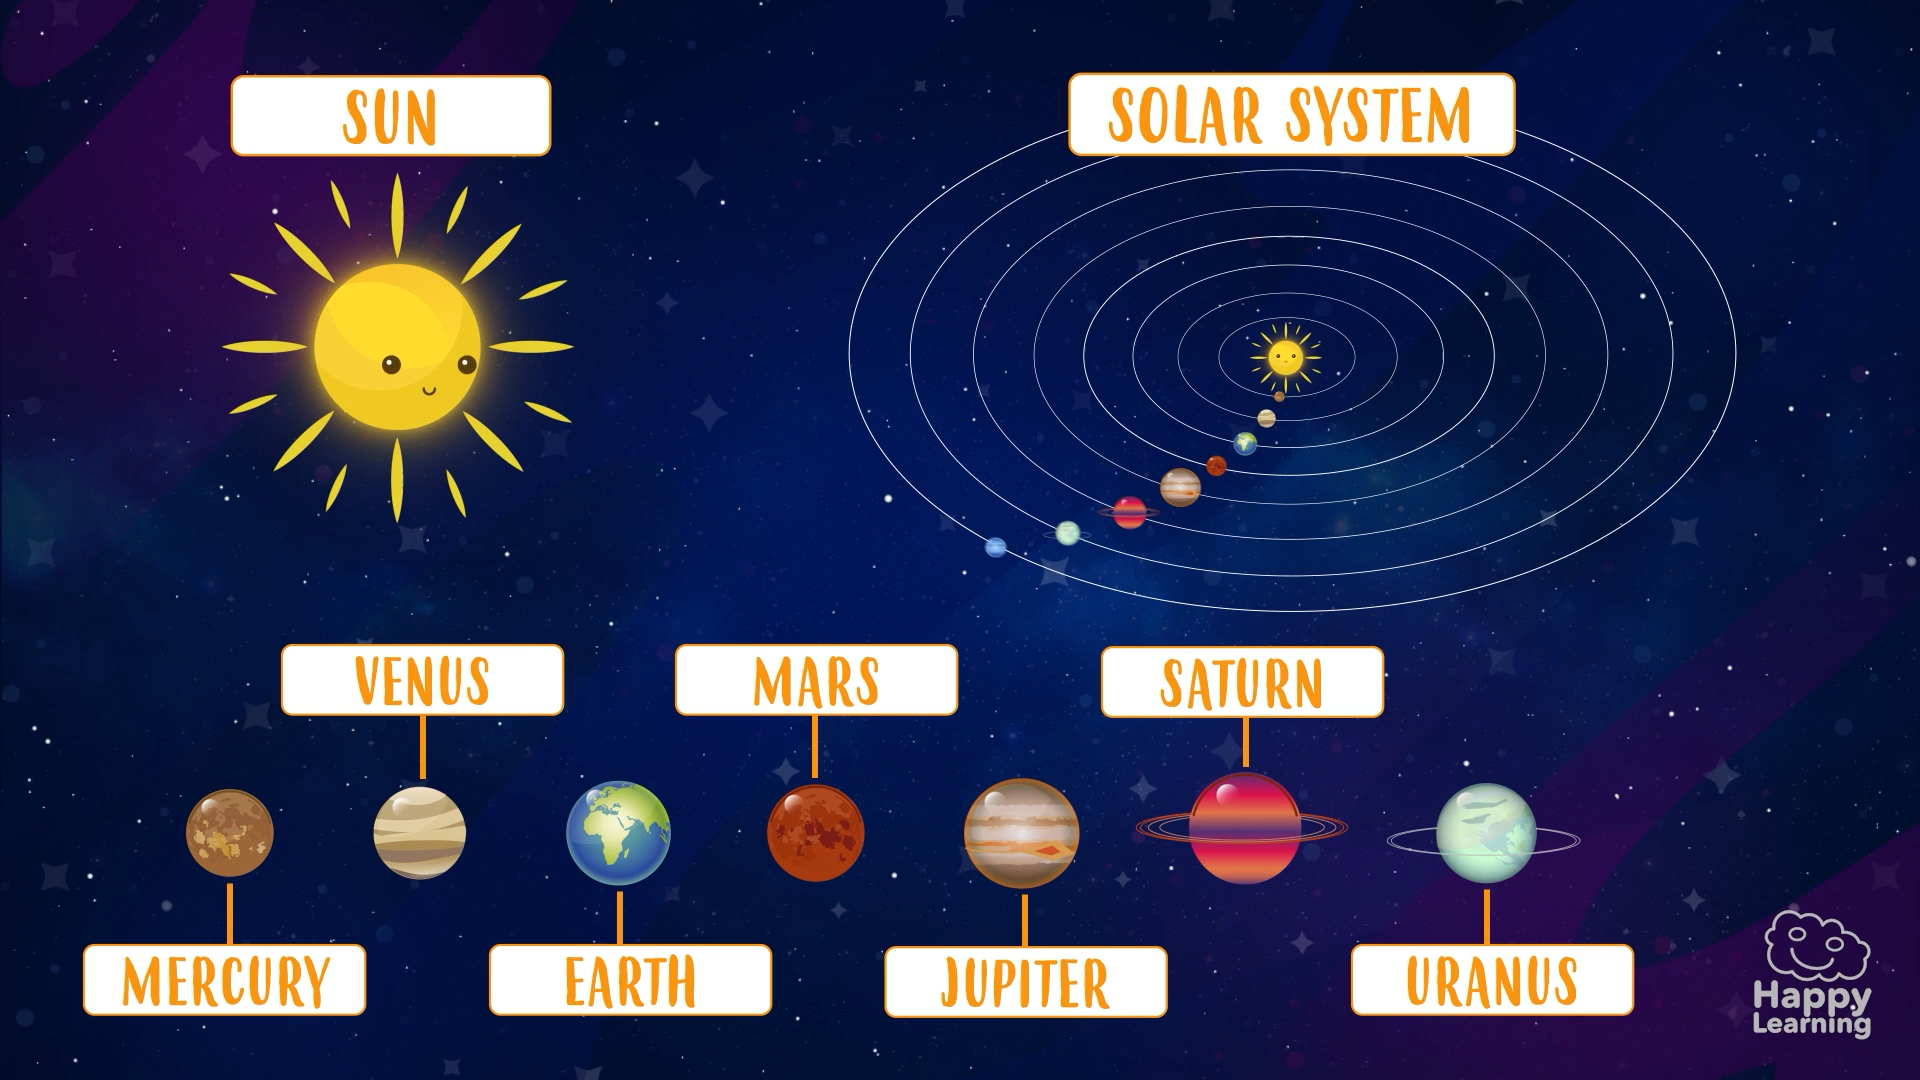 SUN
SOLAR SYSTEM
VENUS
MARS
SATURN
MERCURY
EARTH
JUPITER
URANUS
Happy
Learning